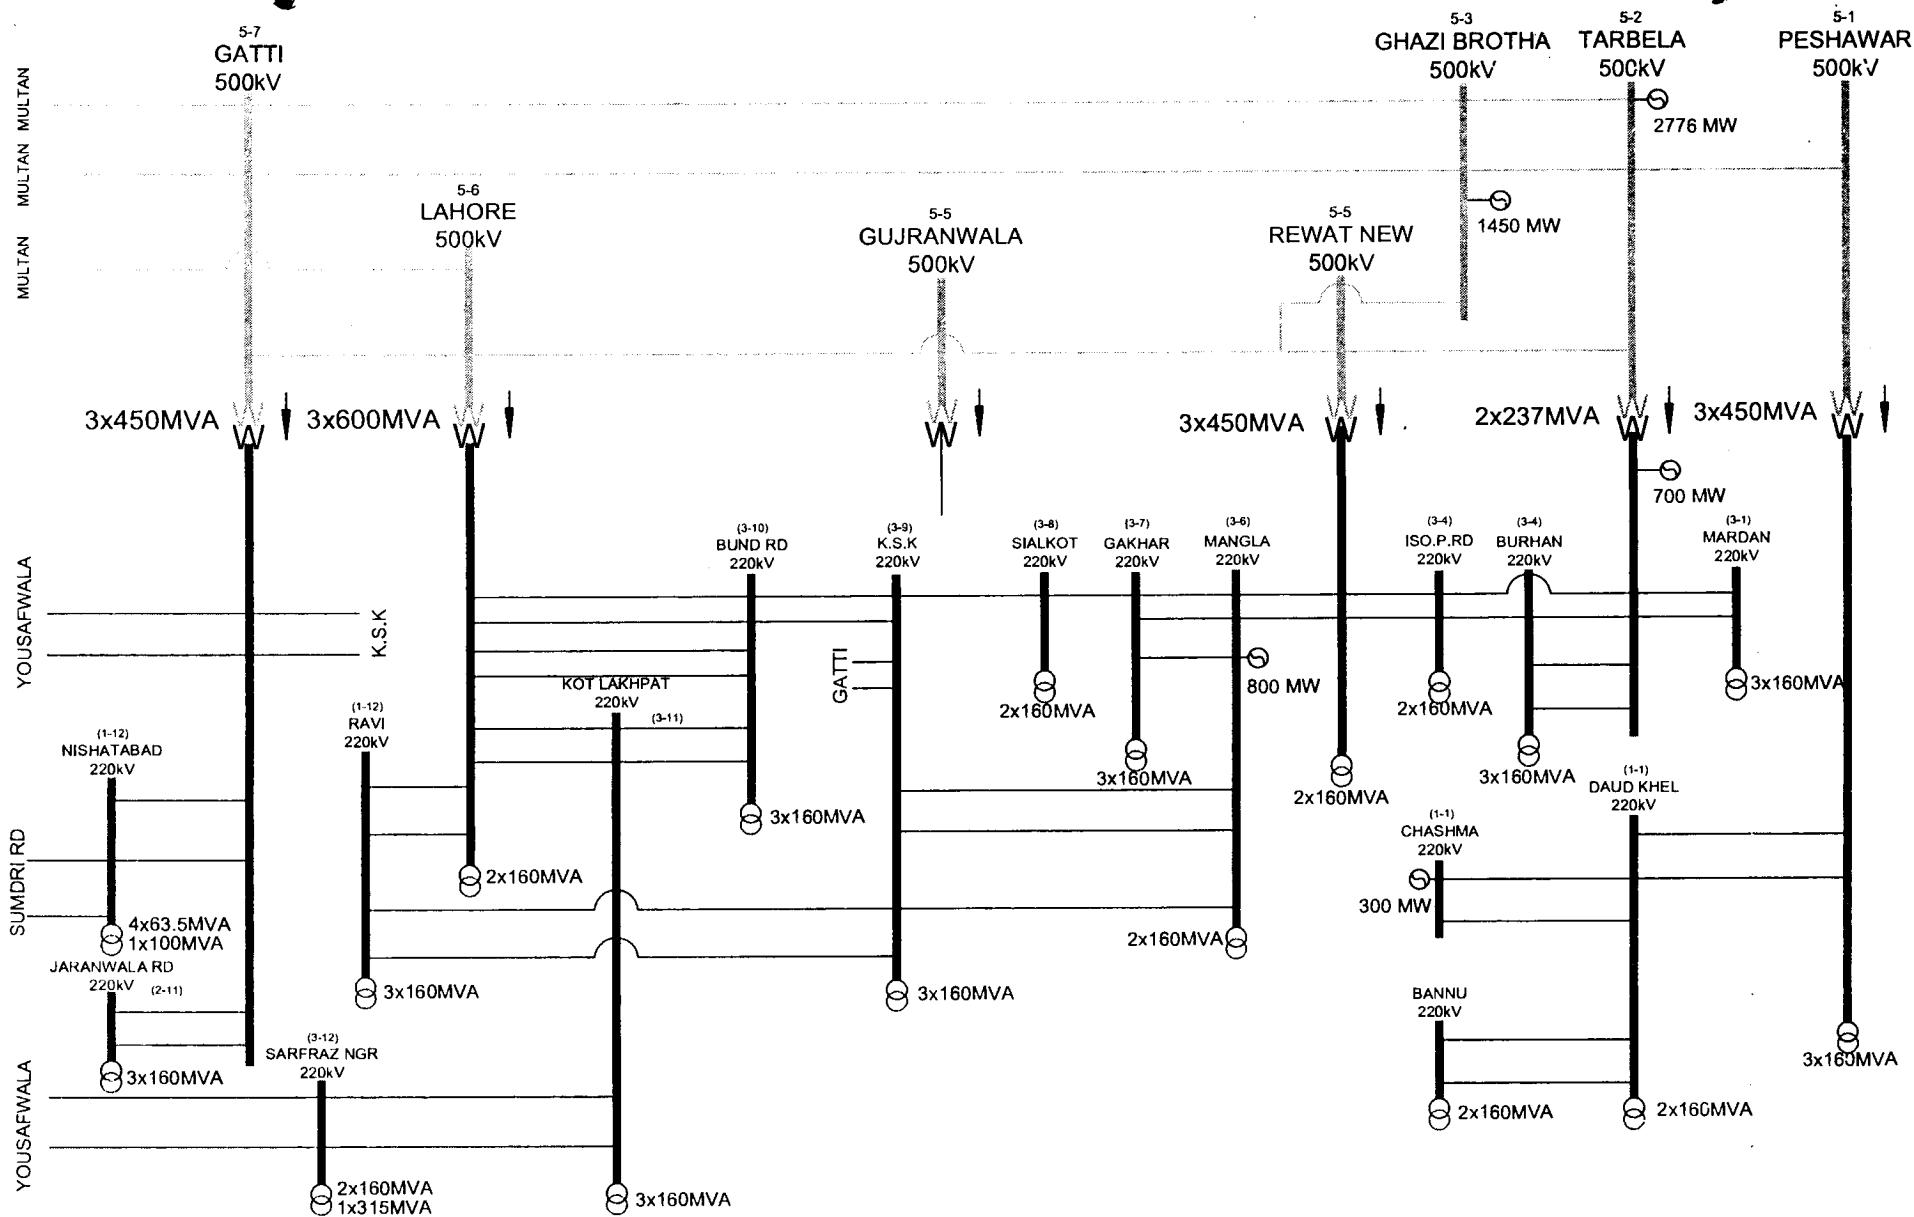 5-7
GATTI
500kV
5-3
GHAZI BROTHA
500kV
5-2
TARBELA
500kV
5-1
PESHAWAR
500kV
MULTAN
MULTAN
MULTAN
2776 MW
1450 MW
5-6
LAHORE
500kV
5-5
GUJRANWALA
500kV
5-5
REWAT NEW
500kV
3x450MVA
3x600MVA
3x450MVA
2x237MVA
3x450MVA
700 MW
(3-10)
BUND RD
220kV
(3-9)
K.S.K
220kV
(3-8)
SIALKOT
220kV
(3-7)
GAKHAR
220kV
(3-6)
MANGLA
220kV
(3-4)
ISO.P.RD
220kV
(3-4)
BURHAN
220kV
(3-1)
MARDAN
220kV
YOUSAFWALA
K.S.K
GATTI
800 MW
2x160MVA
3x160MVA
2x160MVA
2x160MVA
3x160MVA
3x160MVA
KOT LAKHPAT
220kV
(3-11)
(1-12)
RAVI
220kV
(1-12)
NISHATABAD
220kV
3x160MVA
(1-1)
DAUD KHEL
220kV
(1-1)
CHASHMA
220kV
300 MW
SUMDRI RD
2x160MVA
4x63.5MVA
1x100MVA
2x160MVA
JARANWALA RD
220kV
(2-11)
3x160MVA
3x160MVA
BANNU
220kV
3x160MVA
(3-12)
SARFRAZ NGR
220kV
3x160MVA
2x160MVA
2x160MVA
YOUSAFWALA
2x160MVA
1x315MVA
3x160MVA